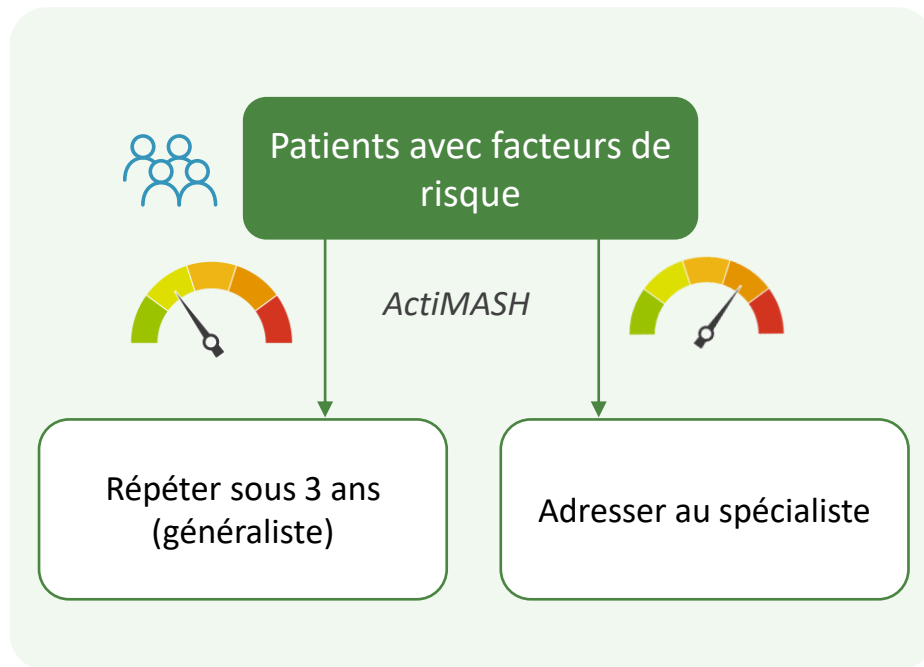 Patients avec facteurs de
risque
ActiMASH
Répéter sous 3 ans
(généraliste)
Adresser au spécialiste